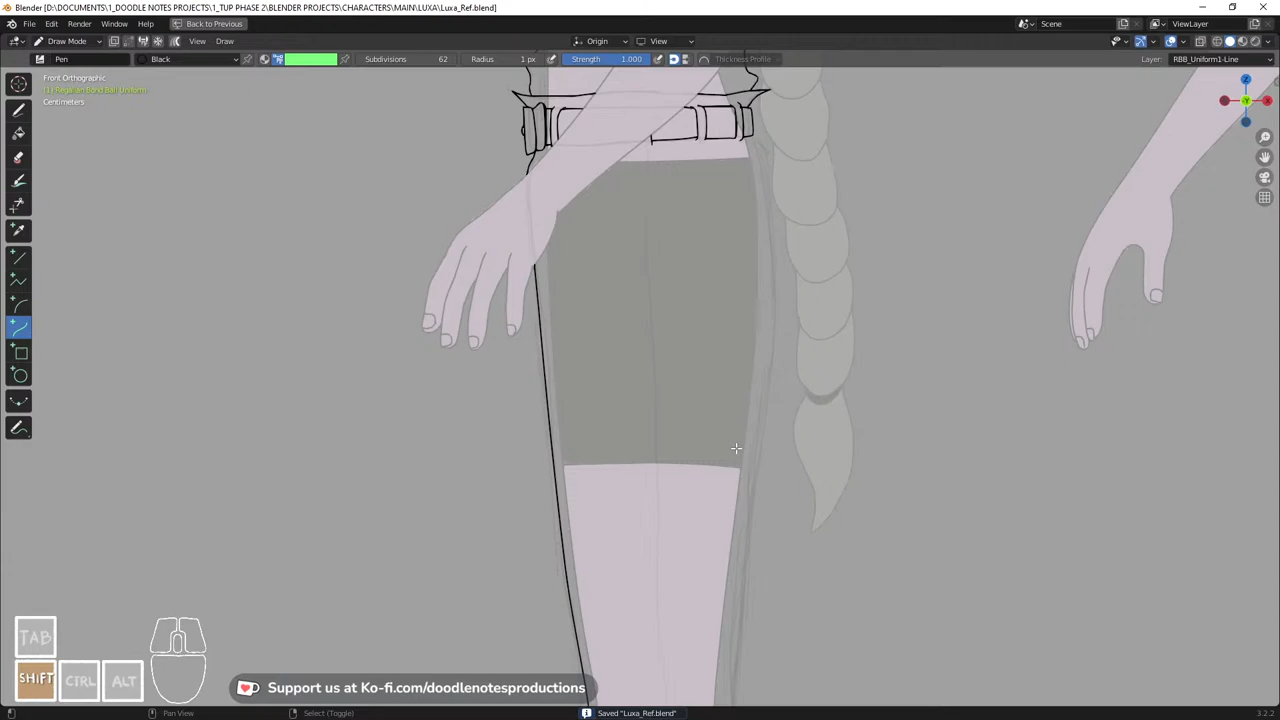 Blender [D:\DOCUMENTS\1_DOODLE NOTES PROJECTS\1_TUP PHASE 2\BLENDER PROJECTS\CHARACTERS\MAIN\LUXA\Luxa_Ref.blend]
File Edit Render Window Help Back to Previous Scene ViewLayer
Draw Mode View Draw Origin View
Pen Black Subdivisions 62 Radius 1 px Strength 1.000 Thickness Profile Layer: RBB_Uniform1-Line
Front Orthographic
(1) Regalian Bond Ball Uniform
Centimeters
Z
Y
X
TAB
SHIFT CTRL ALT
Support us at Ko-fi.com/doodlenotesproductions
Pan View Select (Toggle) Saved "Luxa_Ref.blend" 3.2.2